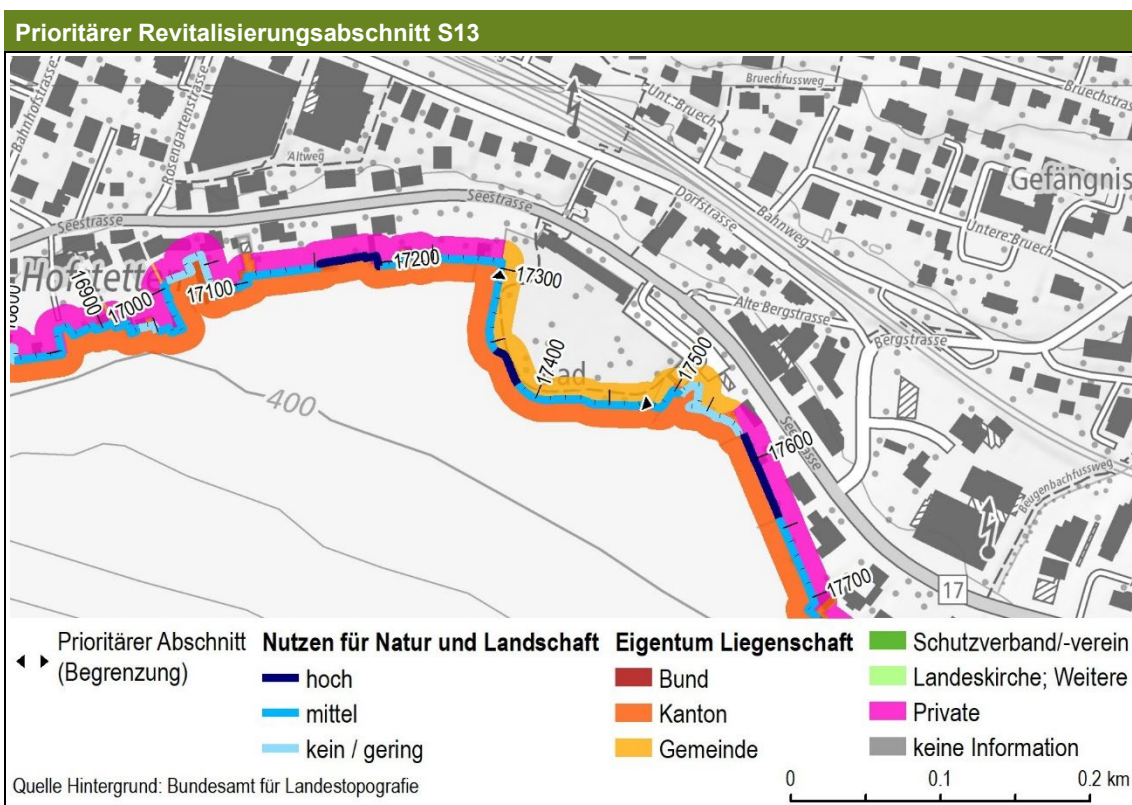 Prioritärer Revitalisierungsabschnitt S13
Bahnhofstrasse
Rosengartenstrasse
Altweg
Seestrasse
Seestrasse
Unt. Bruech
Bruechfussweg
Bruechstra
Dorfstrasse
Bahnweg
Gefängnis
Untere Bruech
Alte Bergstrasse
Bergstrasse
Hofstetten
16900
17000
17100
17200
17300
17400
17500
17600
17700
400
ad
Beugenbachfussweg
17
Prioritärer Abschnitt
(Begrenzung)
Nutzen für Natur und Landschaft
hoch
mittel
kein / gering
Eigentum Liegenschaft
Bund
Kanton
Gemeinde
Schutzverband/-verein
Landeskirche; Weitere
Private
keine Information
Quelle Hintergrund: Bundesamt für Landestopografie
0 0.1 0.2 km